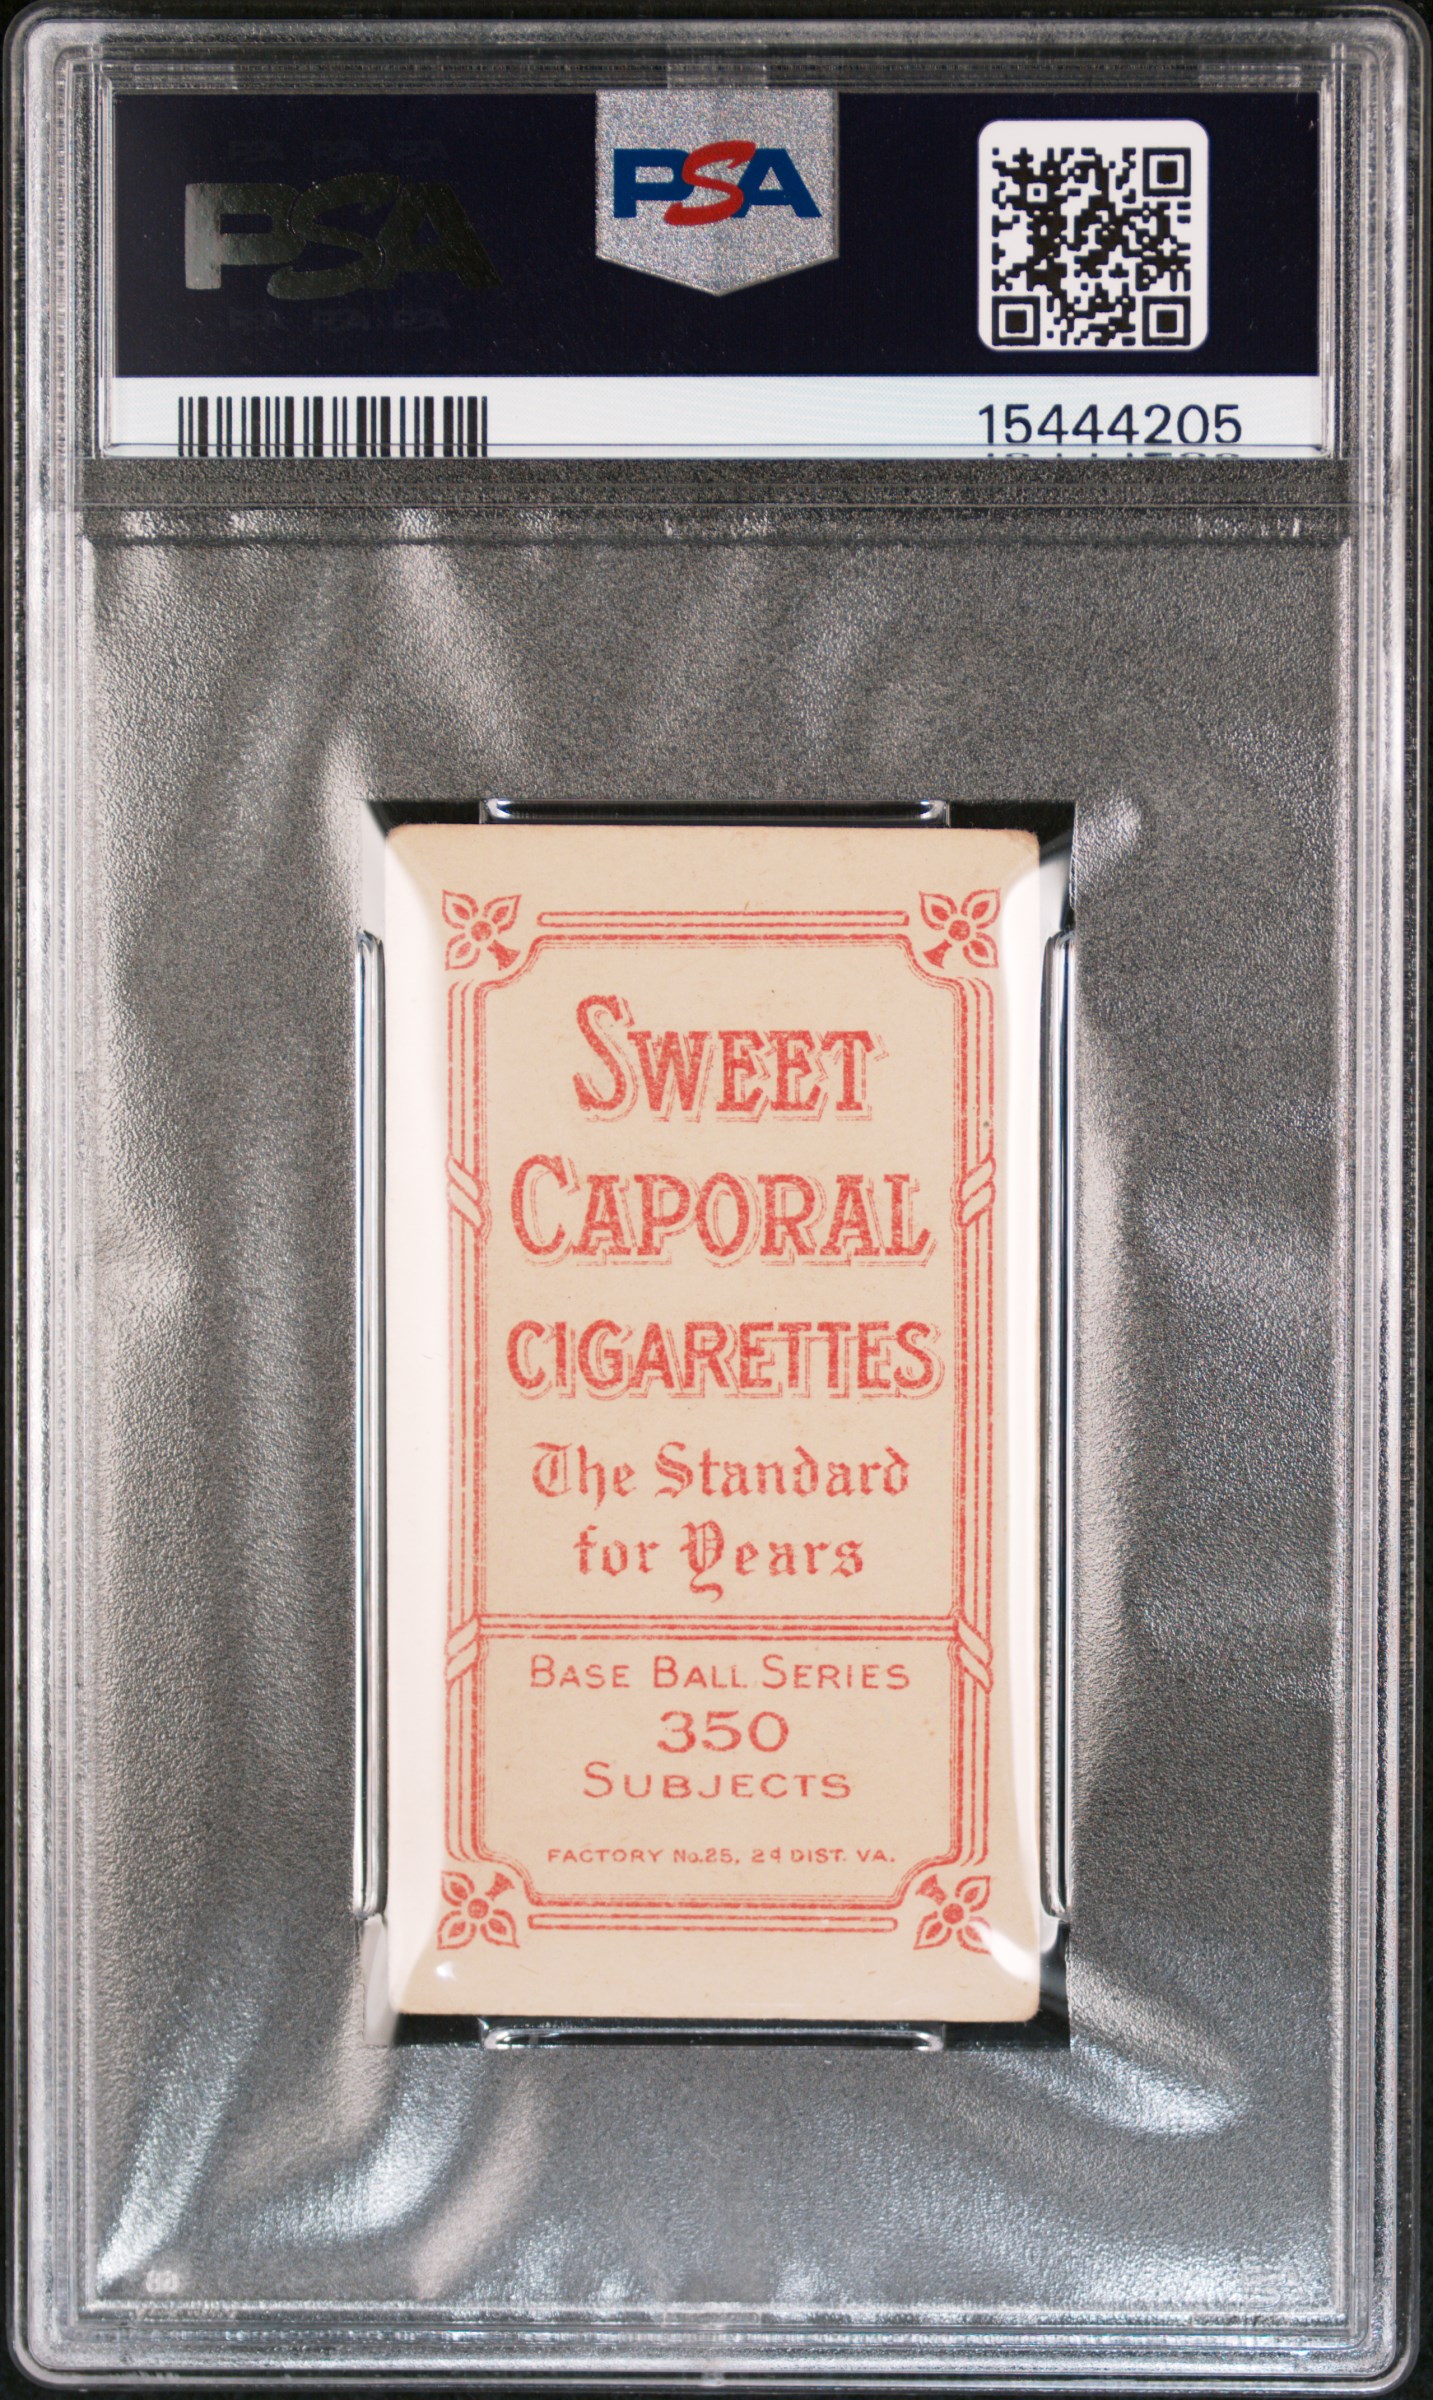 PSA
PSA
15444205
SWEET
CAPORAL
CIGARETTES
The Standard
for Years
BASE BALL SERIES
350
SUBJECTS
FACTORY No. 25, 2d DIST. VA.